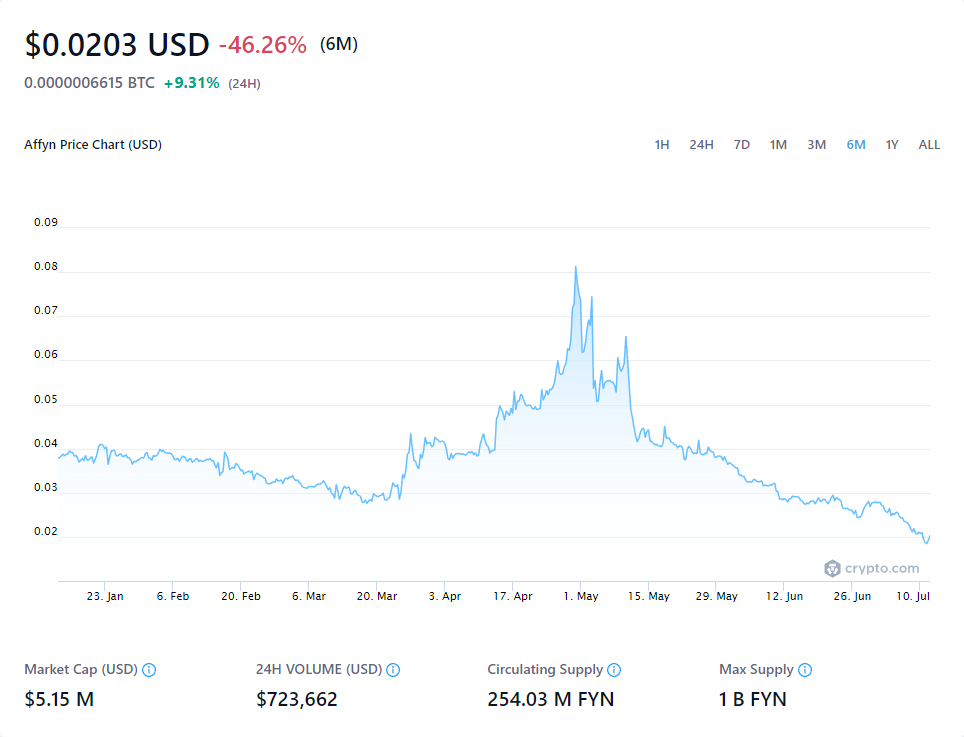 $0.0203 USD -46.26% (6M)
0.0000006615 BTC +9.31% (24H)
Affyn Price Chart (USD) 1H 24H 7D 1M 3M 6M 1Y ALL
0.09
0.08
0.07
0.06
0.05
0.04
0.03
0.02
crypto.com
23. Jan 6. Feb 20. Feb 6. Mar 20. Mar 3. Apr 17. Apr 1. May 15. May 29. May 12. Jun 26. Jun 10. Jul
Market Cap (USD) 24H VOLUME (USD) Circulating Supply Max Supply
$5.15 M $723,662 254.03 M FYN 1 B FYN